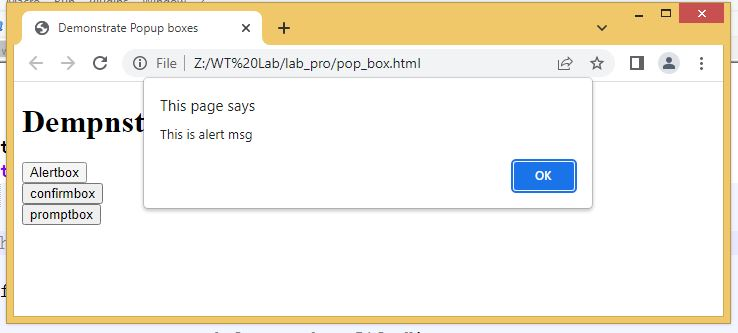 Demonstrate Popup boxes
File | Z:/WT%20Lab/lab_pro/pop_box.html
This page says
This is alert msg
OK
Dempnst
Alertbox
confirmbox
promptbox